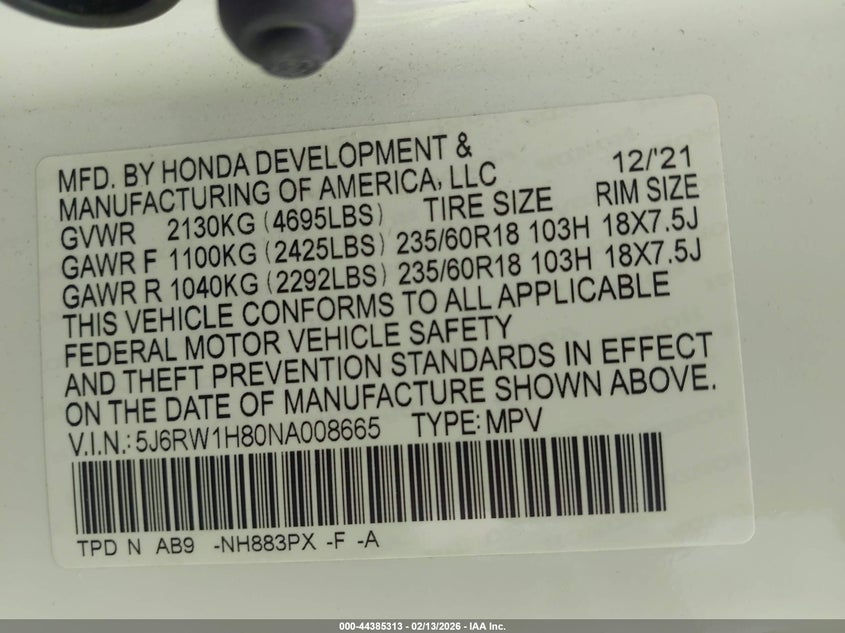 MFD. BY HONDA DEVELOPMENT &
MANUFACTURING OF AMERICA, LLC 12/'21
GVWR 2130KG (4695LBS) TIRE SIZE RIM SIZE
GAWR F 1100KG (2425LBS) 235/60R18 103H 18X7.5J
GAWR R 1040KG (2292LBS) 235/60R18 103H 18X7.5J
THIS VEHICLE CONFORMS TO ALL APPLICABLE
FEDERAL MOTOR VEHICLE SAFETY
AND THEFT PREVENTION STANDARDS IN EFFECT
ON THE DATE OF MANUFACTURE SHOWN ABOVE.
V.I.N.: 5J6RW1H80NA008665 TYPE: MPV
TPD N AB9 -NH883PX -F -A
000-44385313 - 02/13/2026 - IAA Inc.